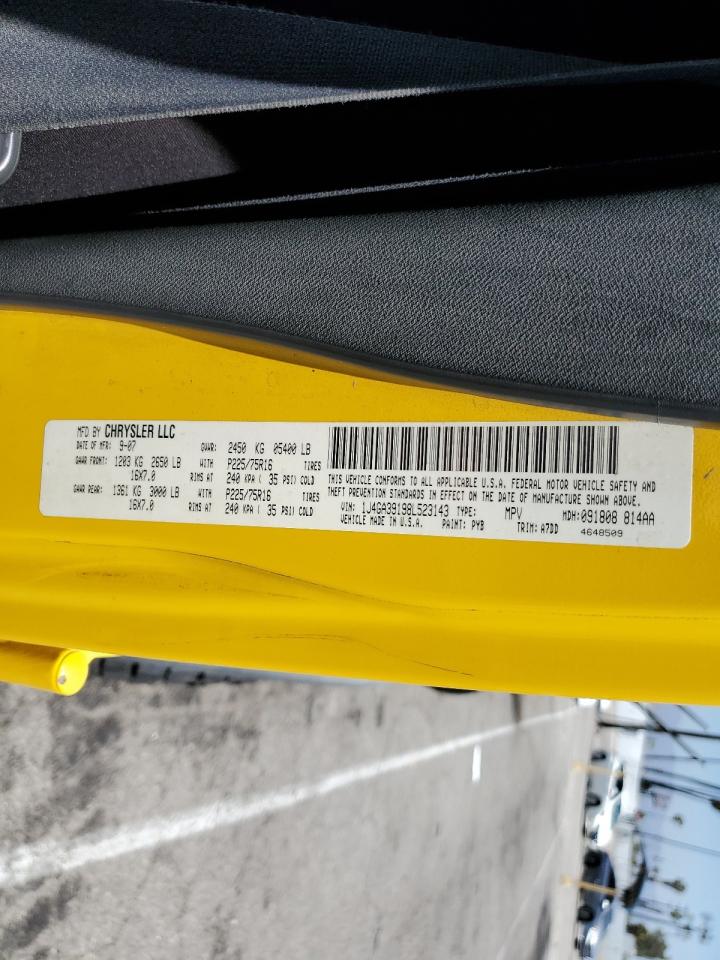 MFD BY CHRYSLER LLC
DATE OF MFR: 9-07 GVWR: 2450 KG 05400 LB
GAWR FRONT: 1203 KG 2650 LB WITH P225/75R16 TIRES
16X7.0 RIMS AT 240 KPA ( 35 PSI) COLD
GAWR REAR: 1361 KG 3000 LB WITH P225/75R16 TIRES
16X7.0 RIMS AT 240 KPA ( 35 PSI) COLD
THIS VEHICLE CONFORMS TO ALL APPLICABLE U.S.A. FEDERAL MOTOR VEHICLE SAFETY AND
THEFT PREVENTION STANDARDS IN EFFECT ON THE DATE OF MANUFACTURE SHOWN ABOVE.
VIN: 1J4GA39198L523143 TYPE: MPV MDH: 091808 814AA
VEHICLE MADE IN U.S.A. PAINT: PYB TRIM: A7DD 4648509